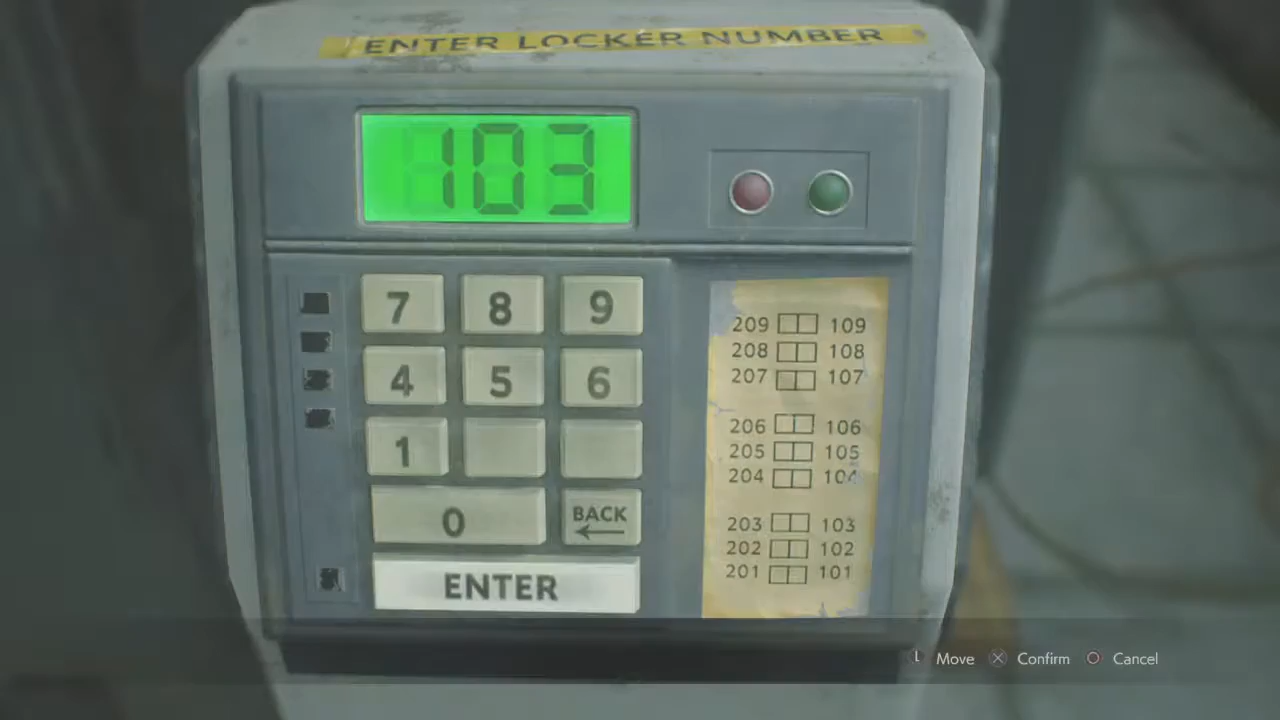 ENTER LOCKER NUMBER
103
7 8 9
4 5 6
1
0 BACK
ENTER
209 109
208 108
207 107
206 106
205 105
204 104
203 103
202 102
201 101
L Move Confirm Cancel